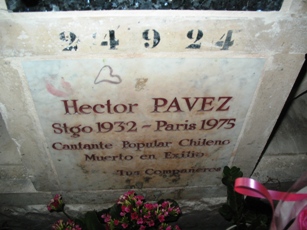 24924
Hector PAVEZ
Stgo 1932 - Paris 1975
Cantante Popular Chileno
Muerto en Exilio
Tus Compañeros